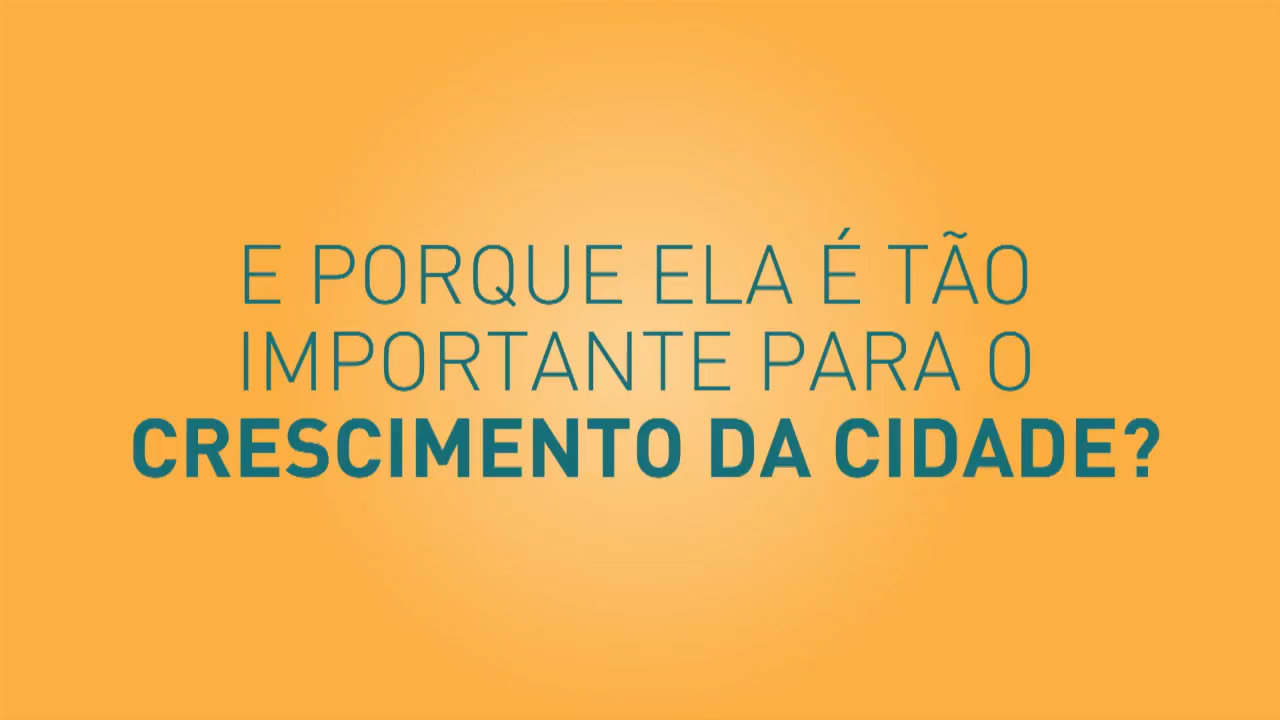 E PORQUE ELA É TÃO
IMPORTANTE PARA O
CRESCIMENTO DA CIDADE?